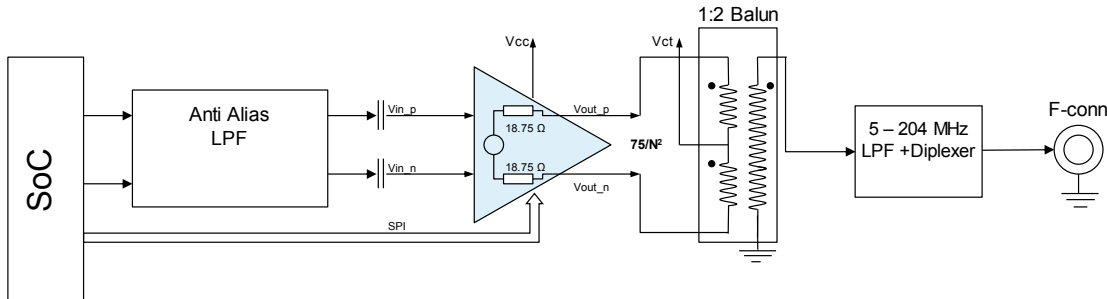 1:2 Balun
Vcc
Vct
SoC
Anti Alias
LPF
Vin_p
Vin_n
18.75 Ω
18.75 Ω
Vout_p
Vout_n
75/N²
SPI
5 – 204 MHz
LPF +Diplexer
F-conn